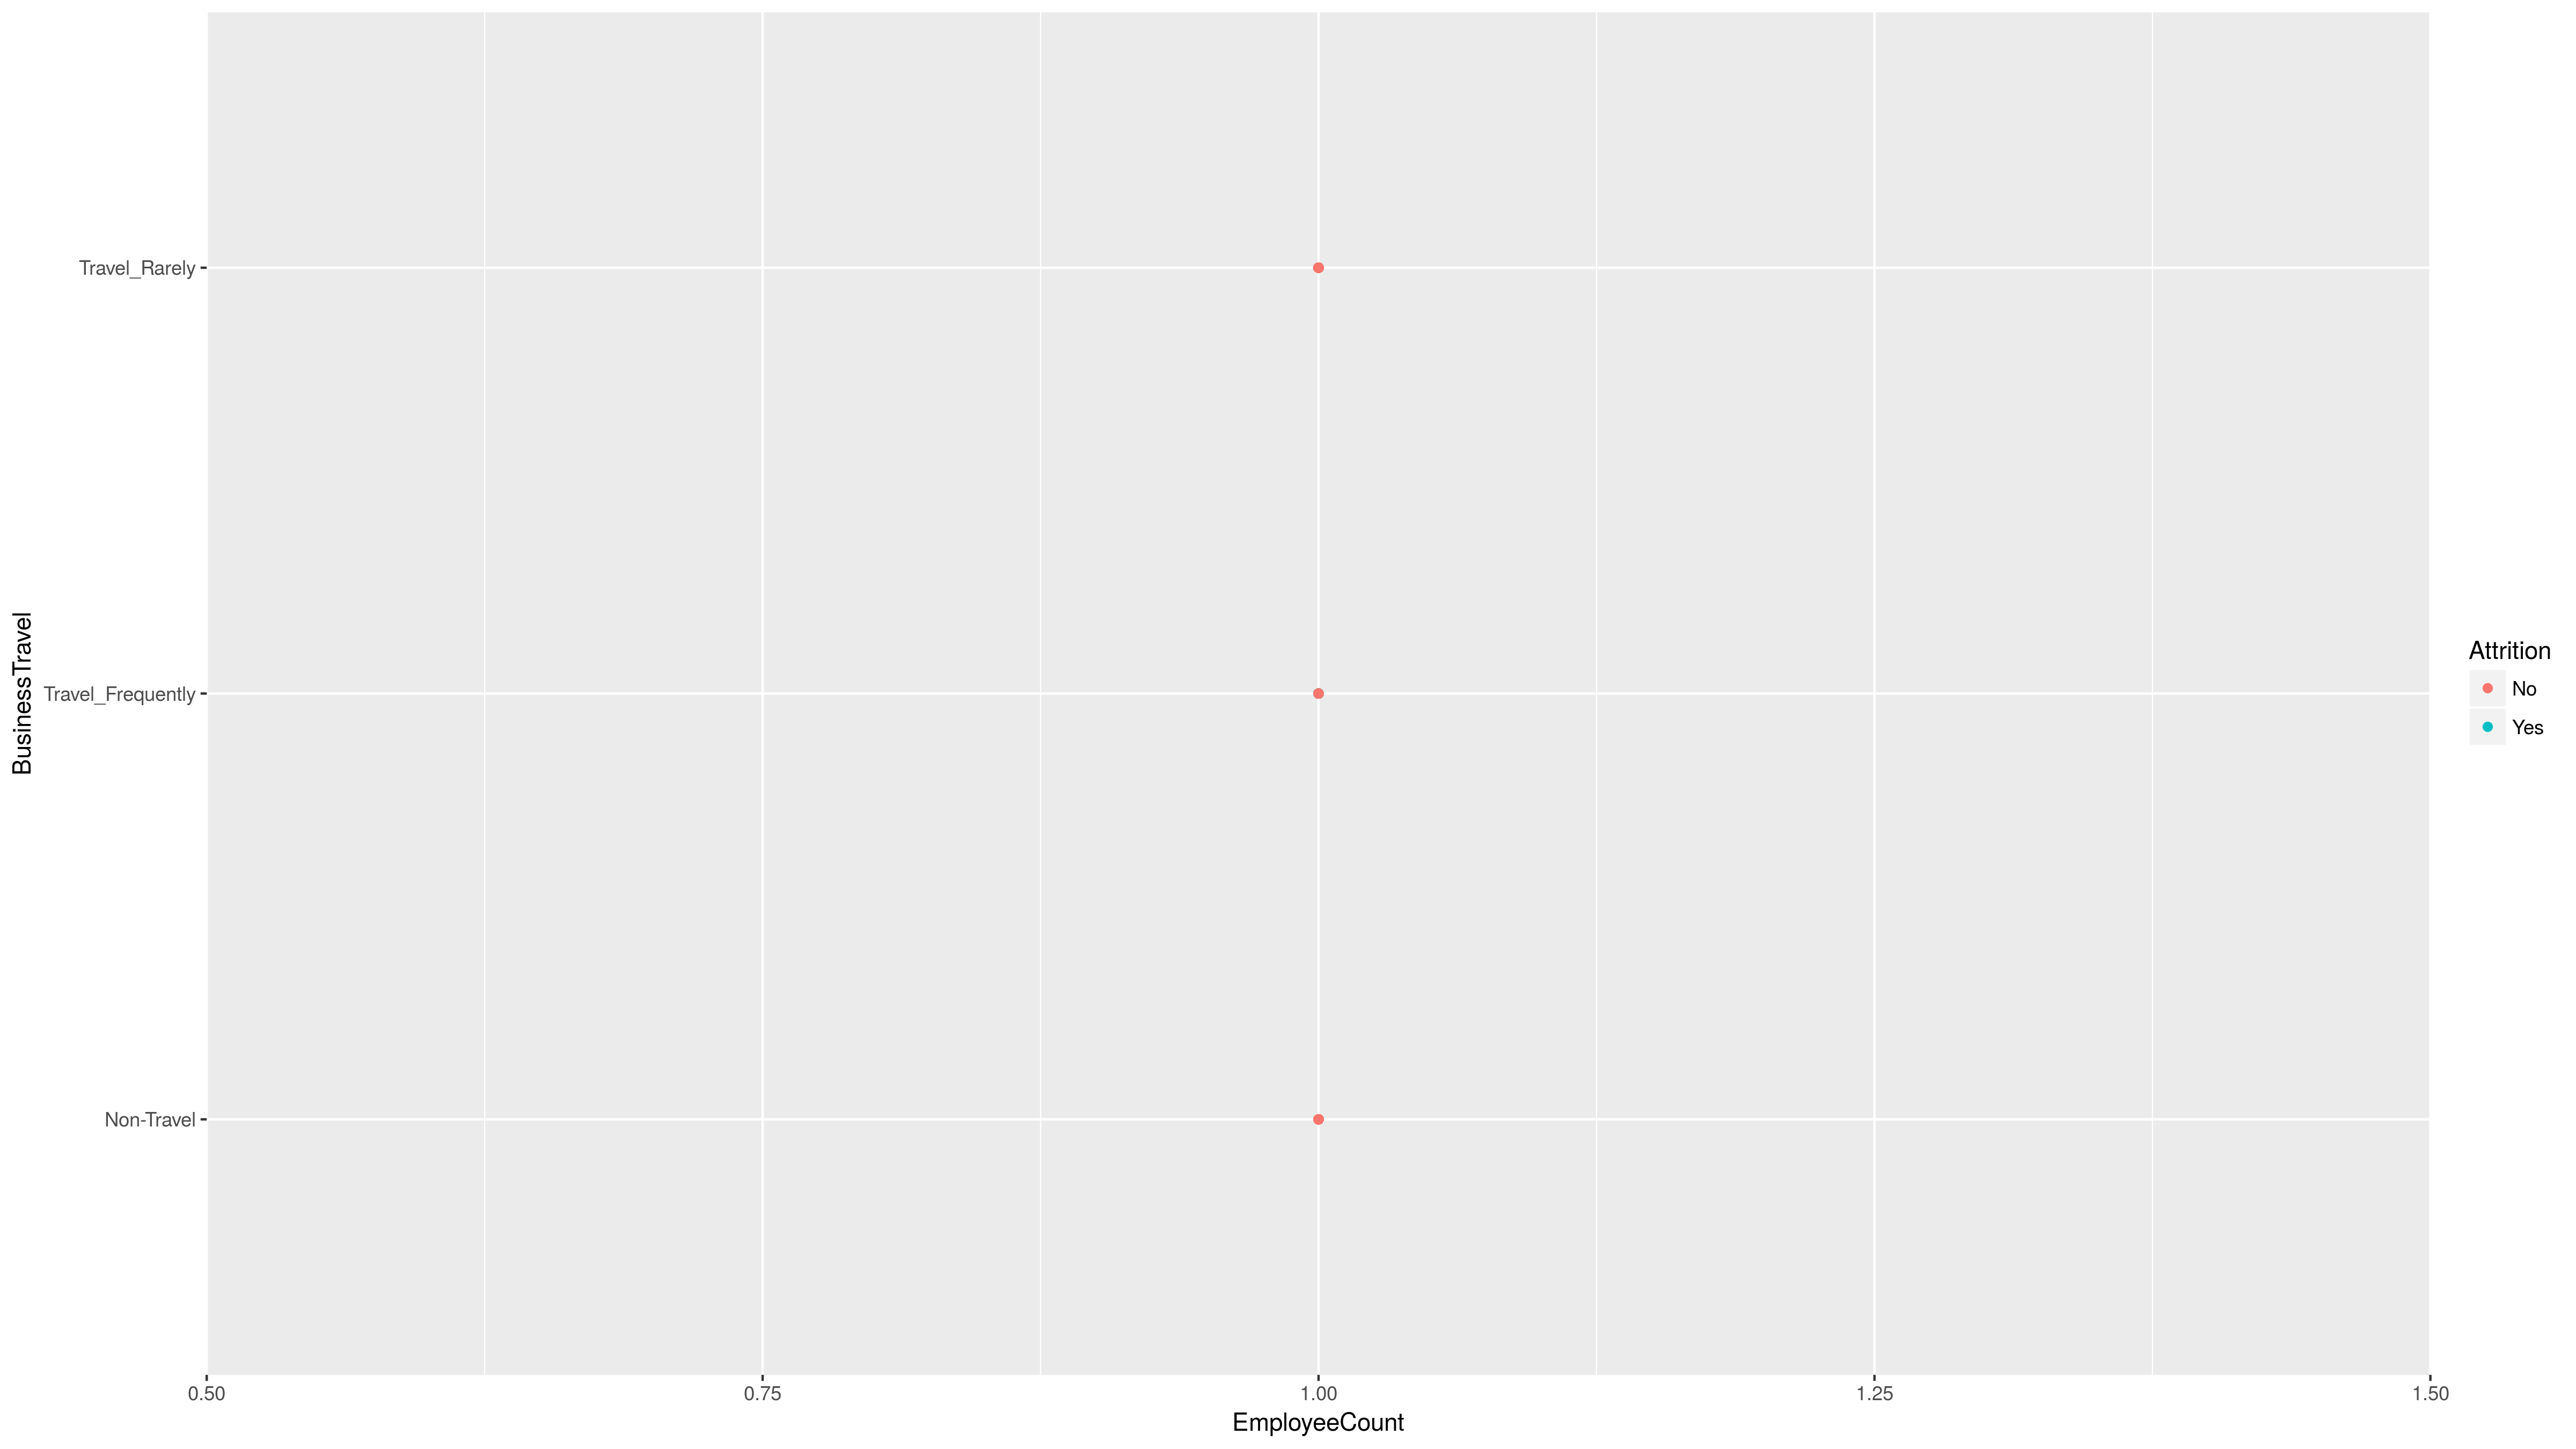 Travel_Rarely
Travel_Frequently
Non-Travel
BusinessTravel
0.50 0.75 1.00 1.25 1.50
EmployeeCount
Attrition
No
Yes